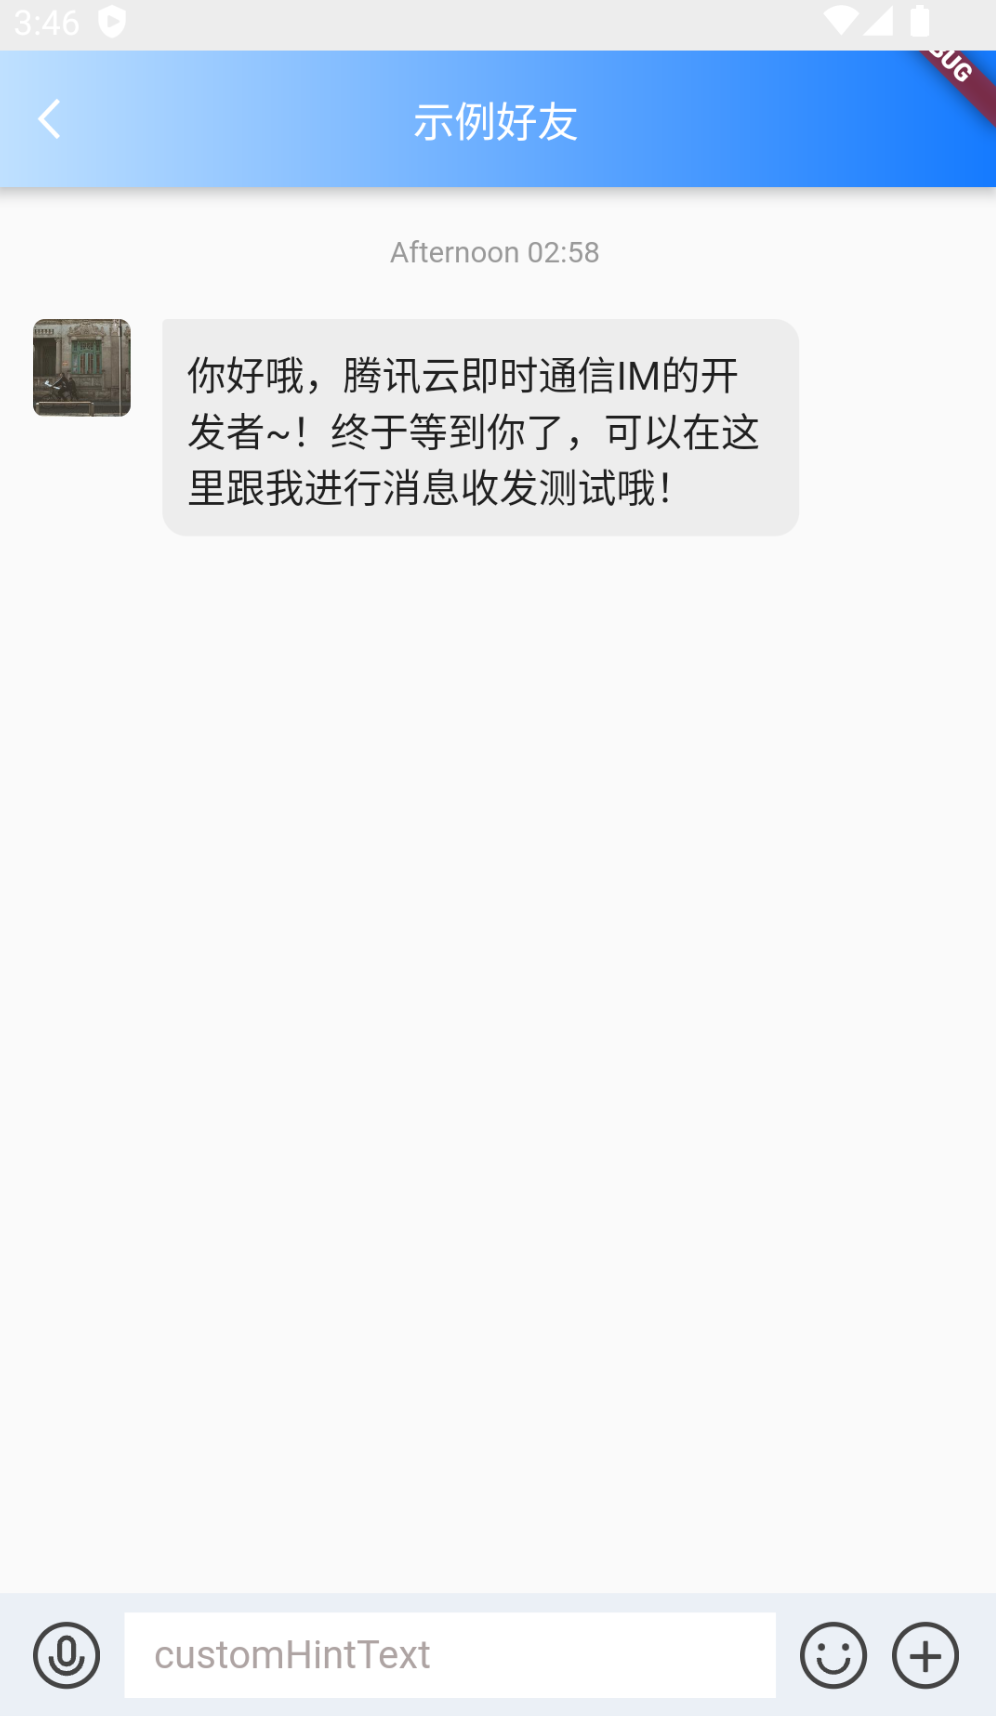 3:46
BUG
示例好友
Afternoon 02:58
你好哦，腾讯云即时通信IM的开
发者~！终于等到你了，可以在这
里跟我进行消息收发测试哦！
customHintText